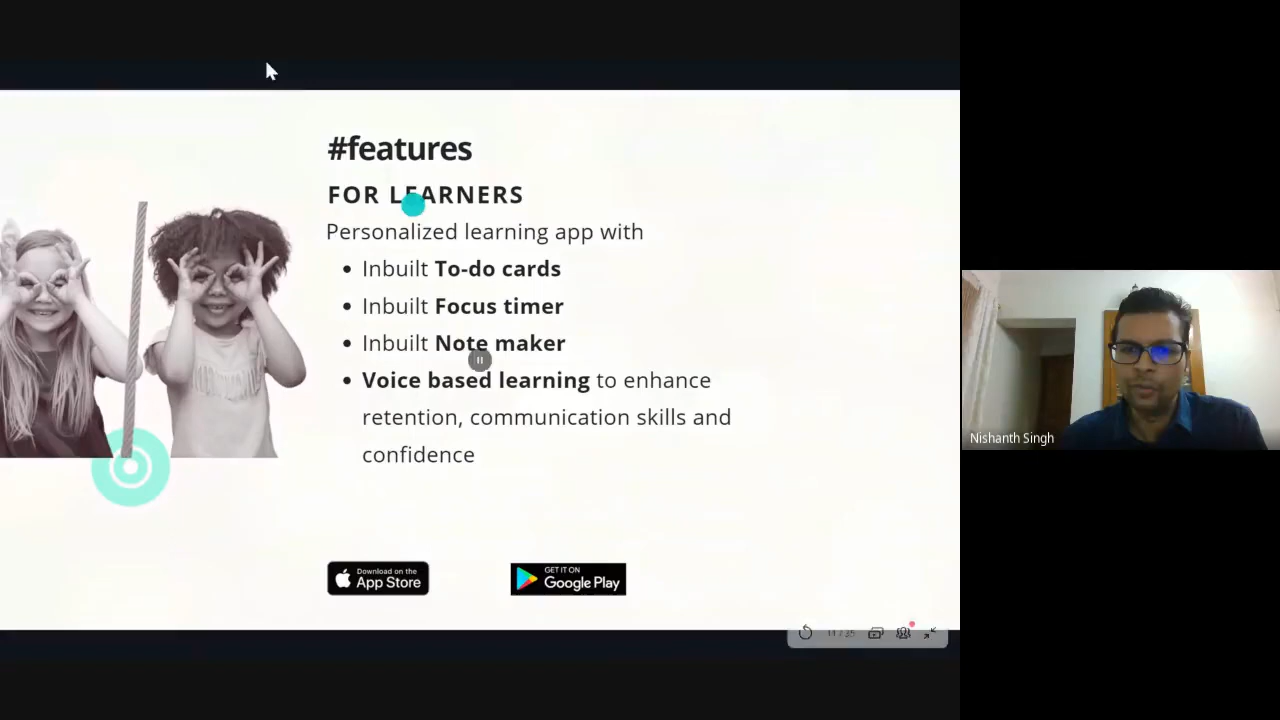 #features
FOR LEARNERS
Personalized learning app with
• Inbuilt To-do cards
• Inbuilt Focus timer
• Inbuilt Note maker
• Voice based learning to enhance
retention, communication skills and
confidence
Download on the
App Store
GET IT ON
Google Play
Nishanth Singh